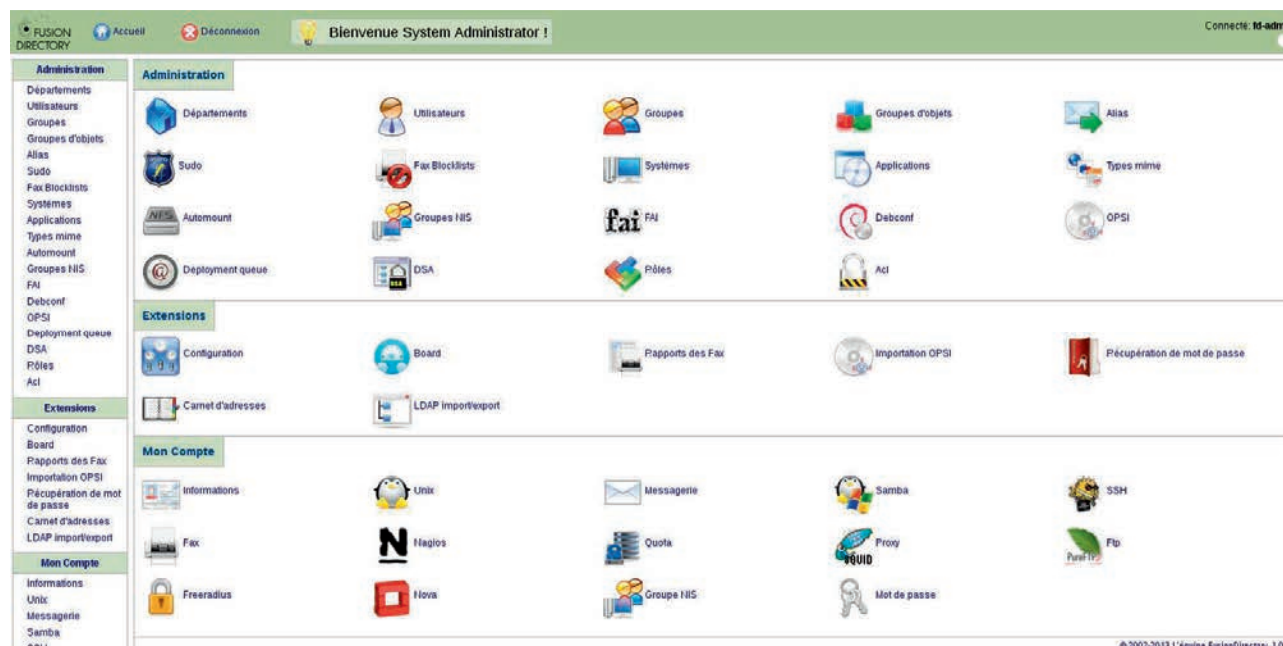 FUSION
DIRECTORY
Accueil
Déconnexion
Bienvenue System Administrator !
Connecté: fd-adm
Administration
Départements
Utilisateurs
Groupes
Groupes d'objets
Alias
Sudo
Fax Blocklists
Systèmes
Applications
Types mime
Automount
Groupes NIS
FAI
Debconf
OPSI
Deployment queue
DSA
Rôles
Acl
Extensions
Configuration
Board
Rapports des Fax
Importation OPSI
Récupération de mot
de passe
Carnet d'adresses
LDAP import/export
Mon Compte
Informations
Unix
Messagerie
Samba
Administration
Départements
Utilisateurs
Groupes
Groupes d'objets
Alias
Sudo
Fax Blocklists
Systèmes
Applications
Types mime
NFS
Automount
Groupes NIS
fai
FAI
Debconf
OPSI
Deployment queue
DSA
Rôles
Acl
Extensions
Configuration
Board
Rapports des Fax
Importation OPSI
Récupération de mot de passe
Carnet d'adresses
LDAP import/export
Mon Compte
Informations
Unix
Messagerie
Samba
SSH
Fax
N
Nagios
Quota
Proxy
SQUID
Ftp
Freeradius
Nova
Groupe NIS
Mot de passe